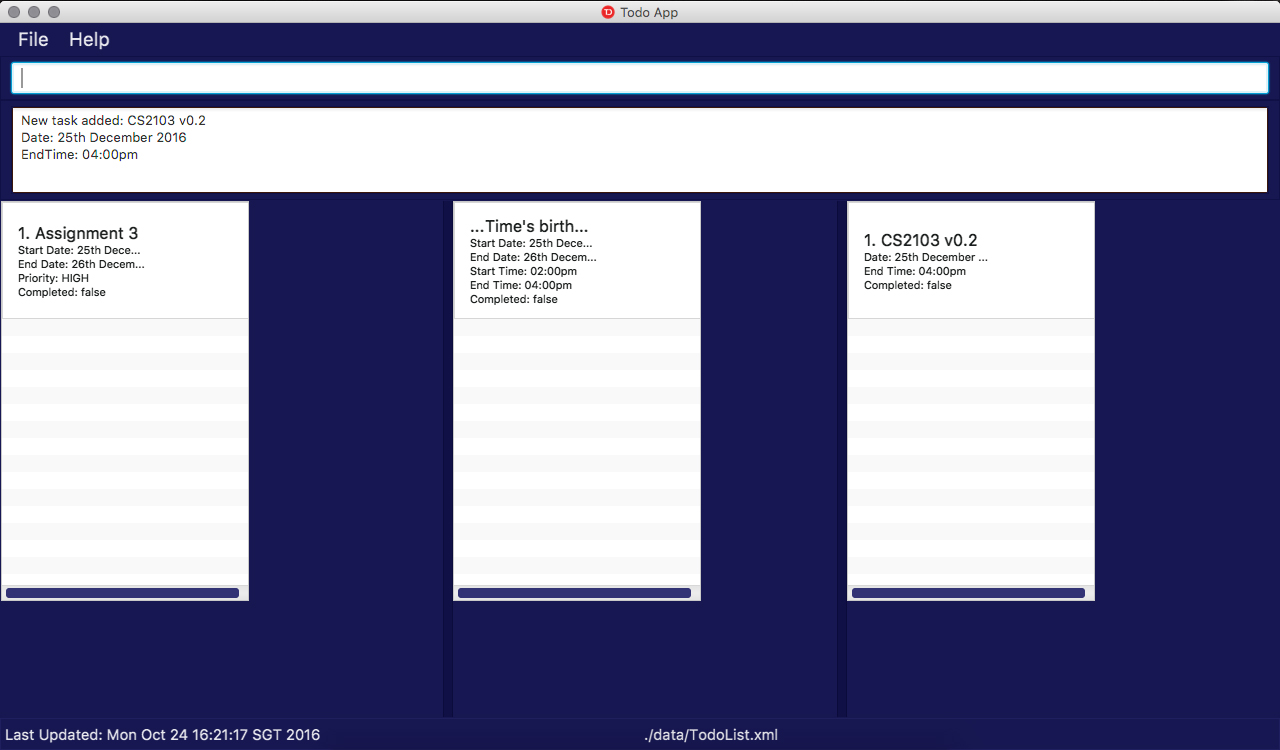 Todo App
File Help
New task added: CS2103 v0.2
Date: 25th December 2016
EndTime: 04:00pm
1. Assignment 3
Start Date: 25th Dece...
End Date: 26th Decem...
Priority: HIGH
Completed: false
...Time's birth...
Start Date: 25th Dece...
End Date: 26th Decem...
Start Time: 02:00pm
End Time: 04:00pm
Completed: false
1. CS2103 v0.2
Date: 25th December ...
End Time: 04:00pm
Completed: false
Last Updated: Mon Oct 24 16:21:17 SGT 2016
./data/TodoList.xml